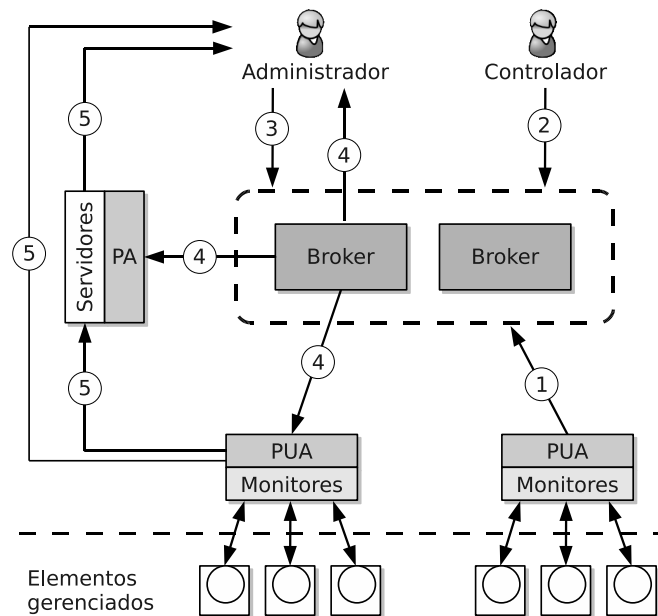 Administrador
Controlador
5
3
4
2
Servidores
PA
4
Broker
Broker
5
4
5
1
PUA
Monitores
PUA
Monitores
Elementos
gerenciados